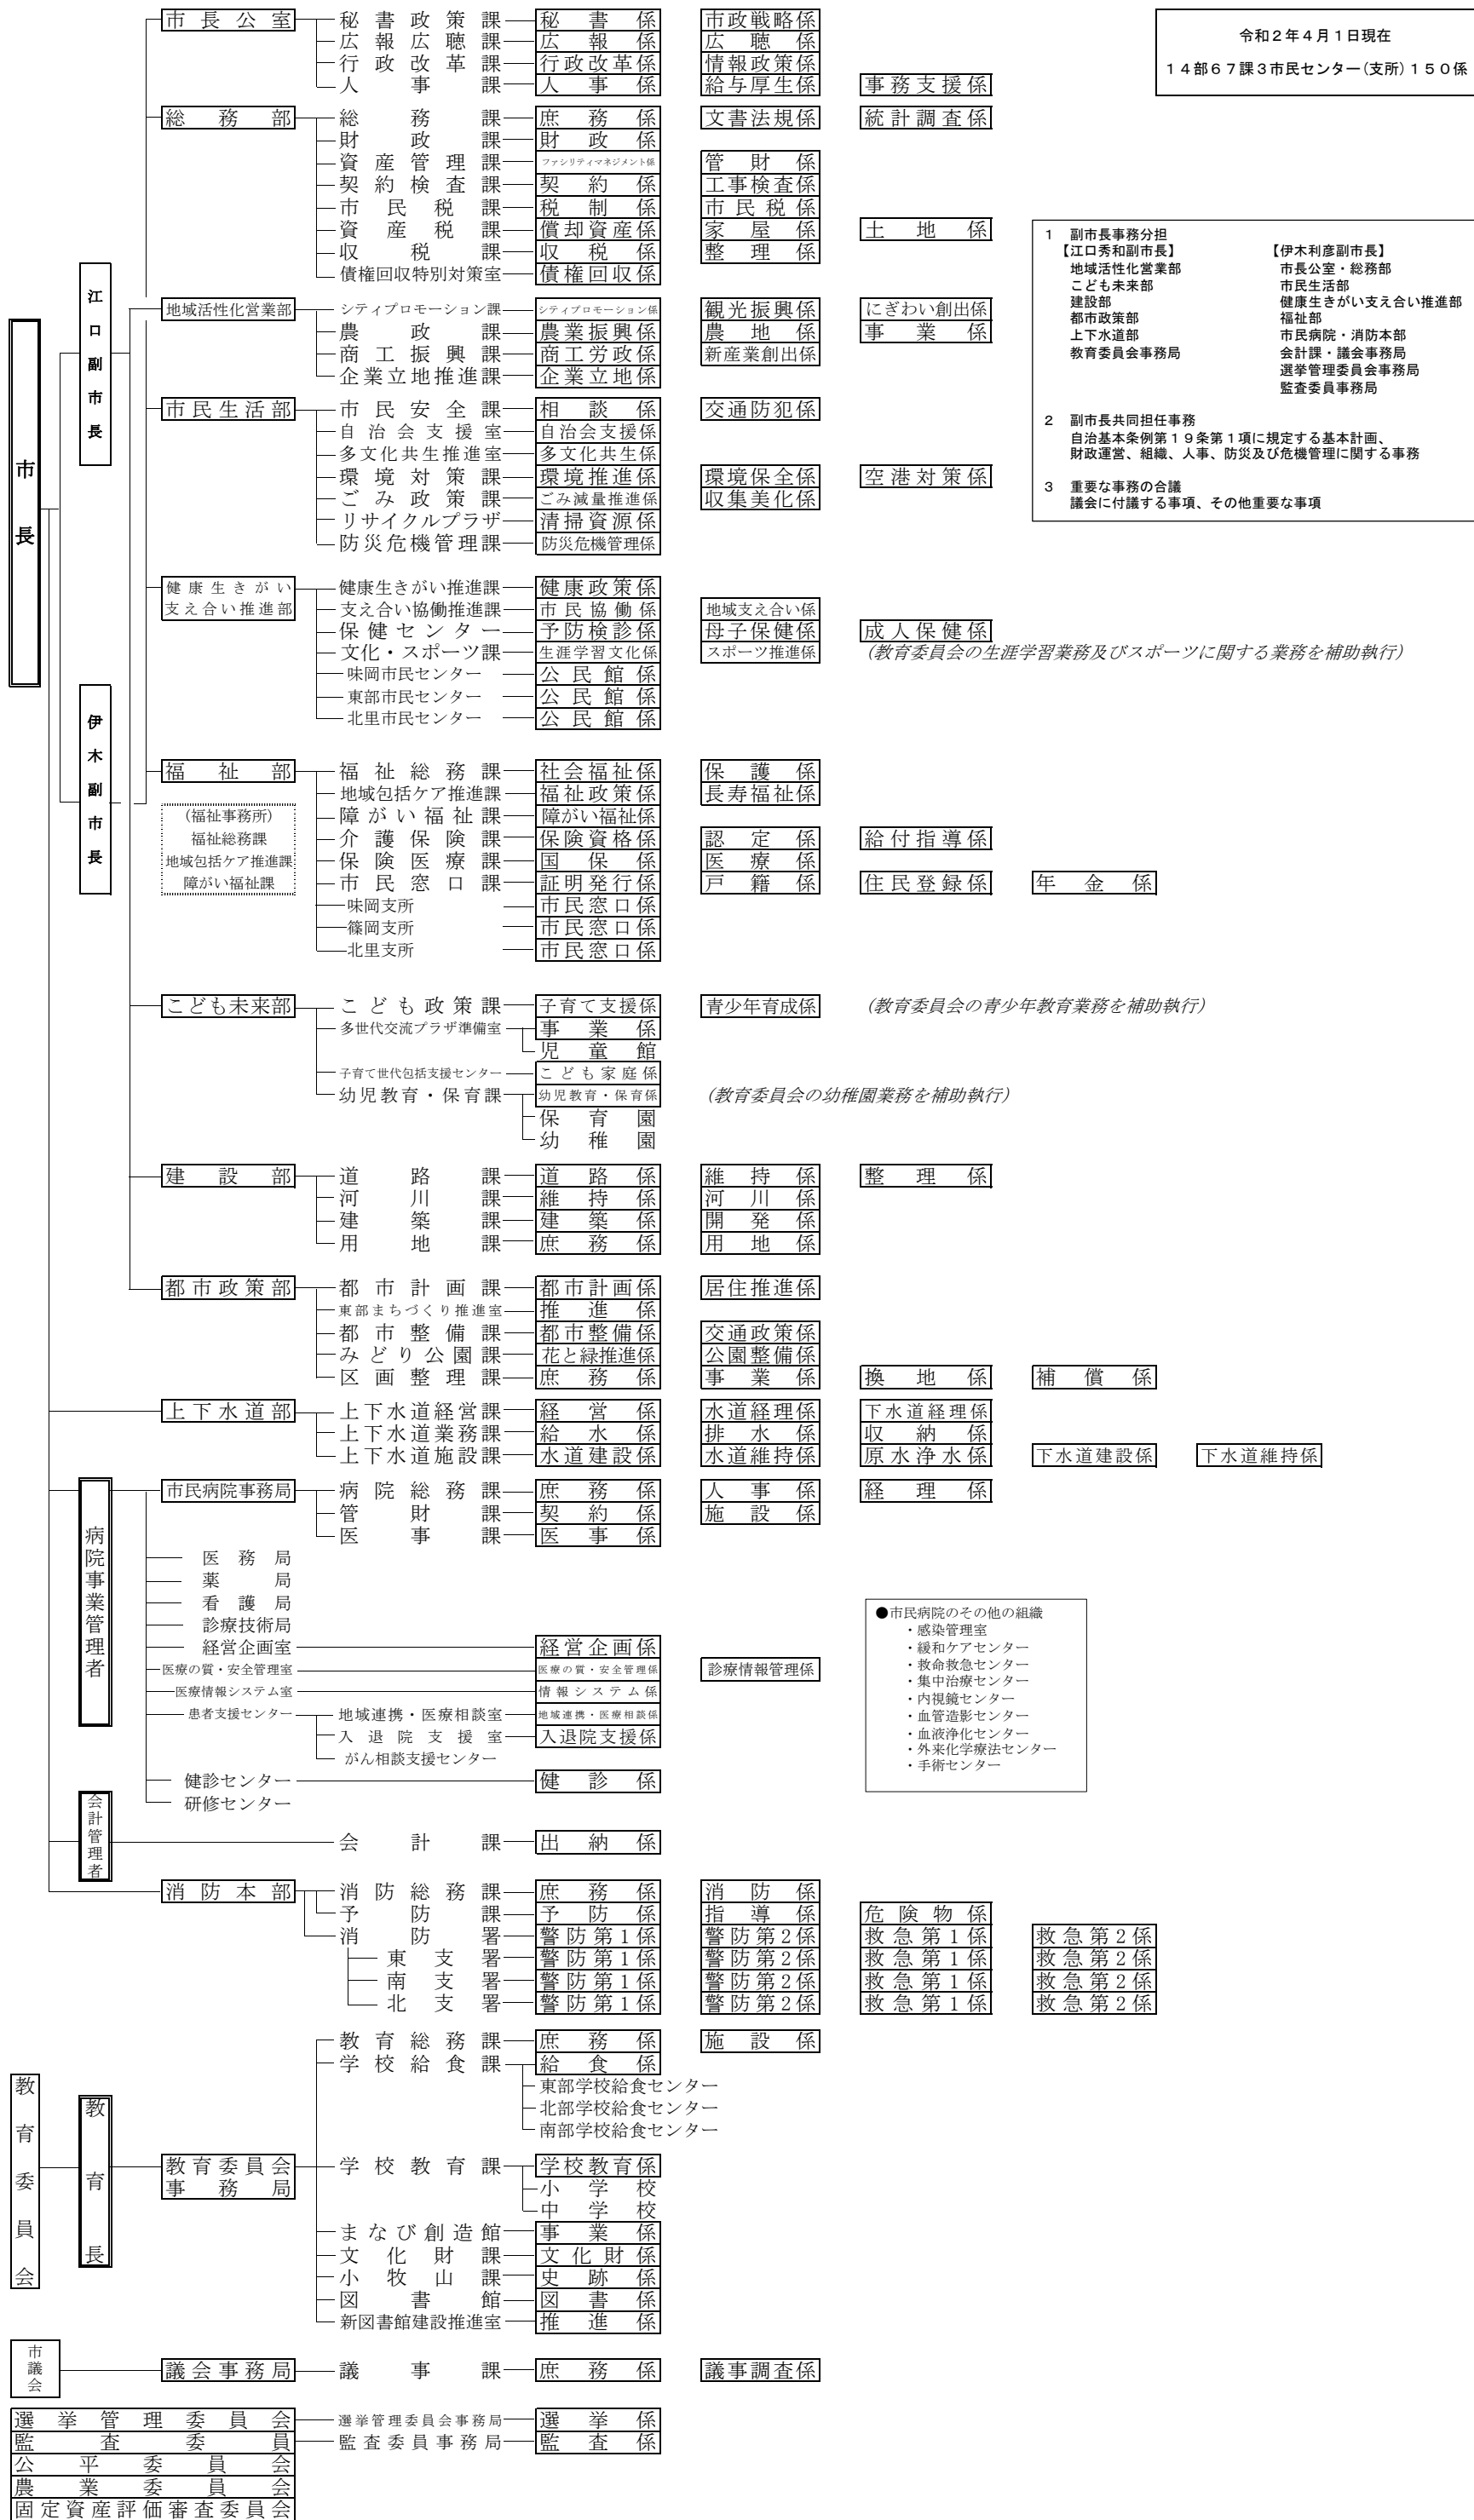 令和2年4月1日現在
14部67課3市民センター(支所)150係
市長公室 秘書政策課 秘書係 市政戦略係
広報広聴課 広報係 広聴係
行政改革課 行政改革係 情報政策係
人事課 人事係 給与厚生係 事務支援係
総務部 総務課 庶務係 文書法規係 統計調査係
財政課 財政係
資産管理課 ファシリティマネジメント係 管財係
契約検査課 契約係 工事検査係
市民税課 税制係 市民税係
資産税課 償却資産係 家屋係 土地係
収税課 収税係 整理係
債権回収特別対策室 債権回収係
1 副市長事務分担
【江口秀和副市長】 【伊木利彦副市長】
地域活性化営業部 市長公室・総務部
こども未来部 市民生活部
建設部 健康生きがい支え合い推進部
都市政策部 福祉部
上下水道部 市民病院・消防本部
教育委員会事務局 会計課・議会事務局
選挙管理委員会事務局
監査委員事務局
2 副市長共同担任事務
自治基本条例第19条第1項に規定する基本計画、
財政運営、組織、人事、防災及び危機管理に関する事務
3 重要な事務の合議
議会に付議する事項、その他重要な事項
市長
江口副市長
伊木副市長
地域活性化営業部 シティプロモーション課 シティプロモーション係 観光振興係 にぎわい創出係
農政課 農業振興係 農地係 事業係
商工振興課 商工労政係 新産業創出係
企業立地推進課 企業立地係
市民生活部 市民安全課 相談係 交通防犯係
自治会支援室 自治会支援係
多文化共生推進室 多文化共生係
環境対策課 環境推進係 環境保全係 空港対策係
ごみ政策課 ごみ減量推進係 収集美化係
リサイクルプラザ 清掃資源係
防災危機管理課 防災危機管理係
健康生きがい
支え合い推進部
健康生きがい推進課 健康政策係
支え合い協働推進課 市民協働係 地域支え合い係
保健センター 予防検診係 母子保健係 成人保健係
文化・スポーツ課 生涯学習文化係 スポーツ推進係 (教育委員会の生涯学習業務及びスポーツに関する業務を補助執行)
味岡市民センター 公民館係
東部市民センター 公民館係
北里市民センター 公民館係
福祉部 福祉総務課 社会福祉係 保護係
地域包括ケア推進課 福祉政策係 長寿福祉係
障がい福祉課 障がい福祉係
介護保険課 保険資格係 認定係 給付指導係
保険医療課 国保係 医療係
市民窓口課 証明発行係 戸籍係 住民登録係 年金係
味岡支所 市民窓口係
篠岡支所 市民窓口係
北里支所 市民窓口係
(福祉事務所)
福祉総務課
地域包括ケア推進課
障がい福祉課
こども未来部 こども政策課 子育て支援係 青少年育成係 (教育委員会の青少年教育業務を補助執行)
多世代交流プラザ準備室 事業係
児童館
子育て世代包括支援センター こども家庭係
幼児教育・保育課 幼児教育・保育係 (教育委員会の幼稚園業務を補助執行)
保育園
幼稚園
建設部 道路課 道路係 維持係 整理係
河川課 維持係 河川係
建築課 建築係 開発係
用地課 庶務係 用地係
都市政策部 都市計画課 都市計画係 居住推進係
東部まちづくり推進室 推進係
都市整備課 都市整備係 交通政策係
みどり公園課 花と緑推進係 公園整備係
区画整理課 庶務係 事業係 換地係 補償係
上下水道部 上下水道経営課 経営係 水道経理係 下水道経理係
上下水道業務課 給水係 排水係 収納係
上下水道施設課 水道建設係 水道維持係 原水浄水係 下水道建設係 下水道維持係
病院事業管理者
市民病院事務局 病院総務課 庶務係 人事係 経理係
管財課 契約係 施設係
医事課 医事係
医務局
薬局
看護局
診療技術局
経営企画室 経営企画係
医療の質・安全管理室 医療の質・安全管理係 診療情報管理係
医療情報システム室 情報システム係
患者支援センター 地域連携・医療相談室 地域連携・医療相談係
入退院支援室 入退院支援係
がん相談支援センター
健診センター 健診係
研修センター
●市民病院のその他の組織
・感染管理室
・緩和ケアセンター
・救命救急センター
・集中治療センター
・内視鏡センター
・血管造影センター
・血液浄化センター
・外来化学療法センター
・手術センター
会計管理者 会計課 出納係
消防本部 消防総務課 庶務係 消防係
予防課 予防係 指導係 危険物係
消防署 警防第1係 警防第2係 救急第1係 救急第2係
東支署 警防第1係 警防第2係 救急第1係 救急第2係
南支署 警防第1係 警防第2係 救急第1係 救急第2係
北支署 警防第1係 警防第2係 救急第1係 救急第2係
教育委員会
教育長
教育委員会
事務局
教育総務課 庶務係 施設係
学校給食課 給食係
東部学校給食センター
北部学校給食センター
南部学校給食センター
学校教育課 学校教育係
小学校
中学校
まなび創造館 事業係
文化財課 文化財係
小牧山課 史跡係
図書館 図書係
新図書館建設推進室 推進係
市議会 議会事務局 議事課 庶務係 議事調査係
選挙管理委員会 選挙管理委員会事務局 選挙係
監査委員 監査委員事務局 監査係
公平委員会
農業委員会
固定資産評価審査委員会